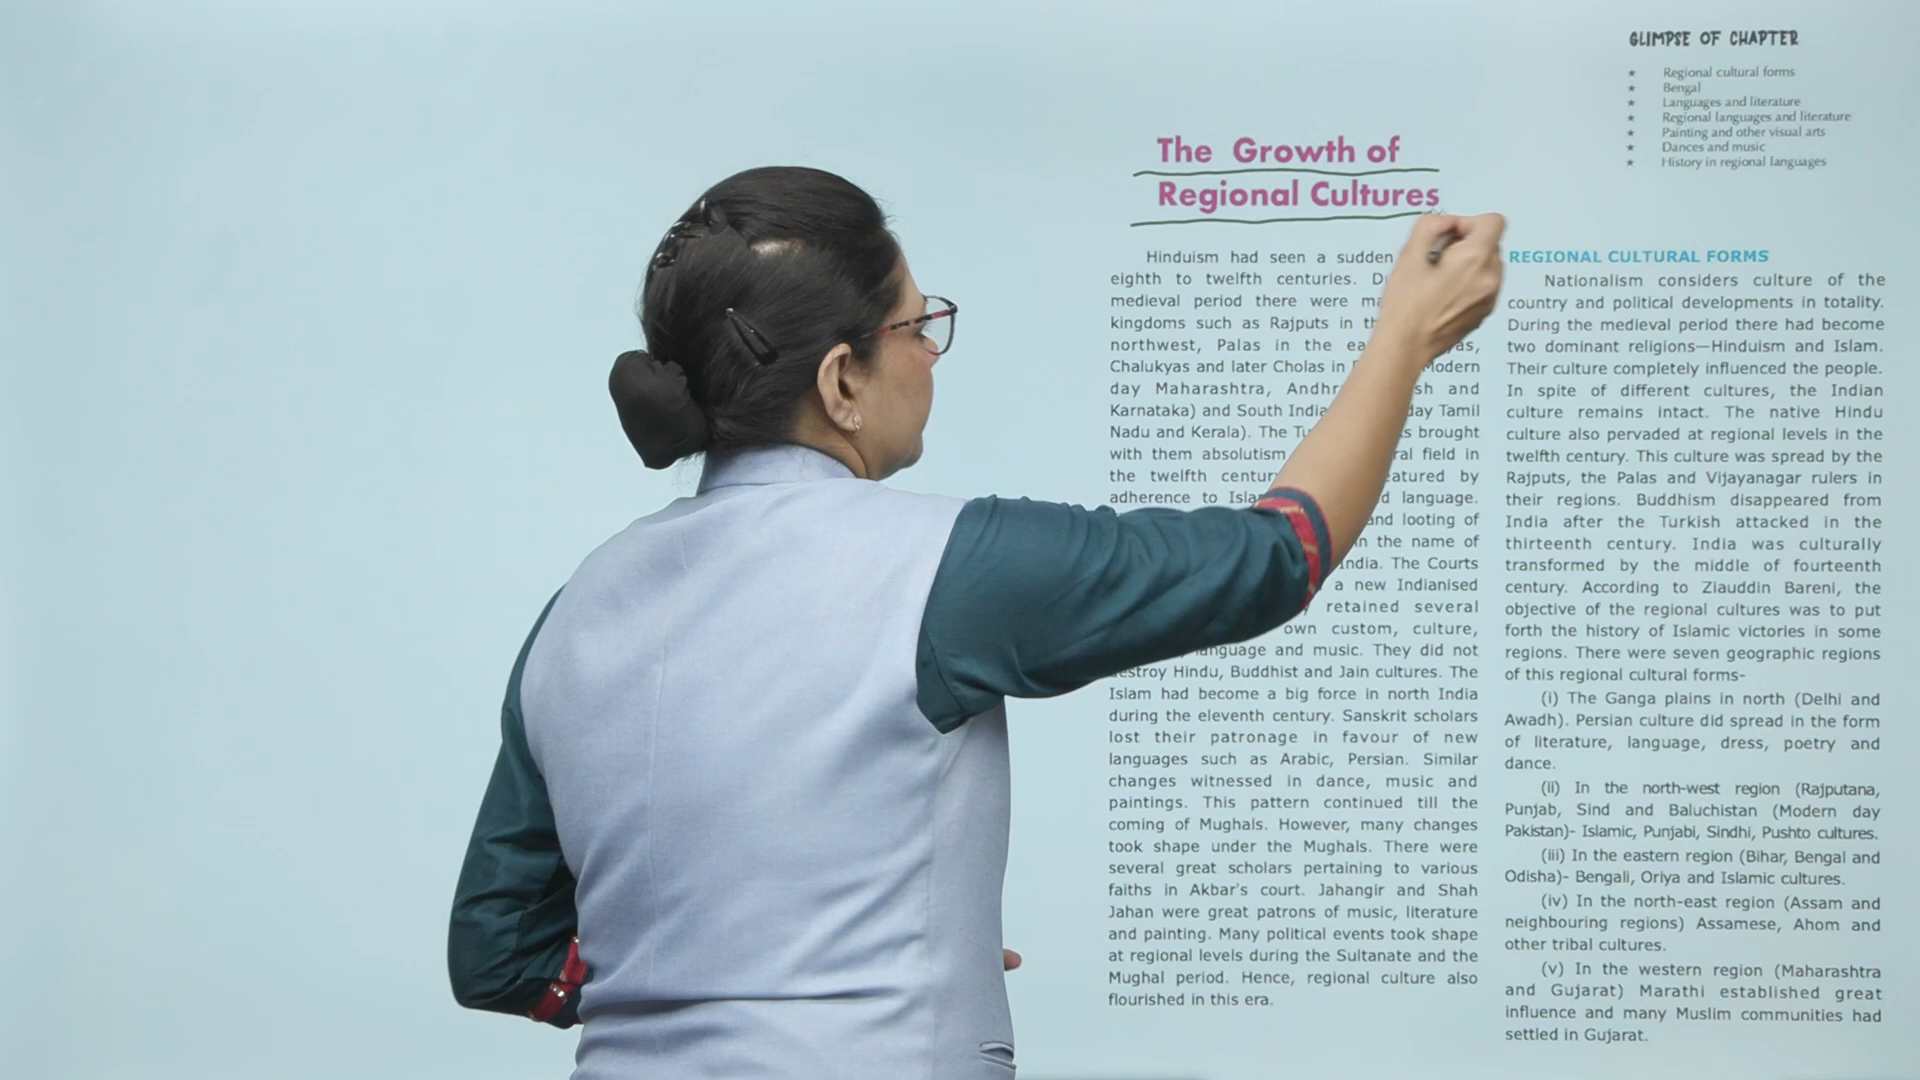 GLIMPSE OF CHAPTER
★ Regional cultural forms
★ Bengal
★ Languages and literature
★ Regional languages and literature
★ Painting and other visual arts
★ Dances and music
★ History in regional languages
The Growth of
Regional Cultures
Hinduism had seen a sudden
eighth to twelfth centuries.
medieval period there were
kingdoms such as Rajputs in
northwest, Palas in the
Chalukyas and later Cholas in Modern
day Maharashtra, and
Karnataka) and South day Tamil
Nadu and Kerala). The brought
with them absolutism field in
the twelfth by
adherence to language.
and looting of
in the name of
India. The Courts
a new Indianised
retained several
own custom, culture,
language and music. They did not
destroy Hindu, Buddhist and Jain cultures. The
Islam had become a big force in north India
during the eleventh century. Sanskrit scholars
lost their patronage in favour of new
languages such as Arabic, Persian. Similar
changes witnessed in dance, music and
paintings. This pattern continued till the
coming of Mughals. However, many changes
took shape under the Mughals. There were
several great scholars pertaining to various
faiths in Akbar's court. Jahangir and Shah
Jahan were great patrons of music, literature
and painting. Many political events took shape
at regional levels during the Sultanate and the
Mughal period. Hence, regional culture also
flourished in this era.
REGIONAL CULTURAL FORMS
Nationalism considers culture of the
country and political developments in totality.
During the medieval period there had become
two dominant religions—Hinduism and Islam.
Their culture completely influenced the people.
In spite of different cultures, the Indian
culture remains intact. The native Hindu
culture also pervaded at regional levels in the
twelfth century. This culture was spread by the
Rajputs, the Palas and Vijayanagar rulers in
their regions. Buddhism disappeared from
India after the Turkish attacked in the
thirteenth century. India was culturally
transformed by the middle of fourteenth
century. According to Ziauddin Bareni, the
objective of the regional cultures was to put
forth the history of Islamic victories in some
regions. There were seven geographic regions
of this regional cultural forms-
(i) The Ganga plains in north (Delhi and
Awadh). Persian culture did spread in the form
of literature, language, dress, poetry and
dance.
(ii) In the north-west region (Rajputana,
Punjab, Sind and Baluchistan (Modern day
Pakistan)- Islamic, Punjabi, Sindhi, Pushto cultures.
(iii) In the eastern region (Bihar, Bengal and
Odisha)- Bengali, Oriya and Islamic cultures.
(iv) In the north-east region (Assam and
neighbouring regions) Assamese, Ahom and
other tribal cultures.
(v) In the western region (Maharashtra
and Gujarat) Marathi established great
influence and many Muslim communities had
settled in Gujarat.